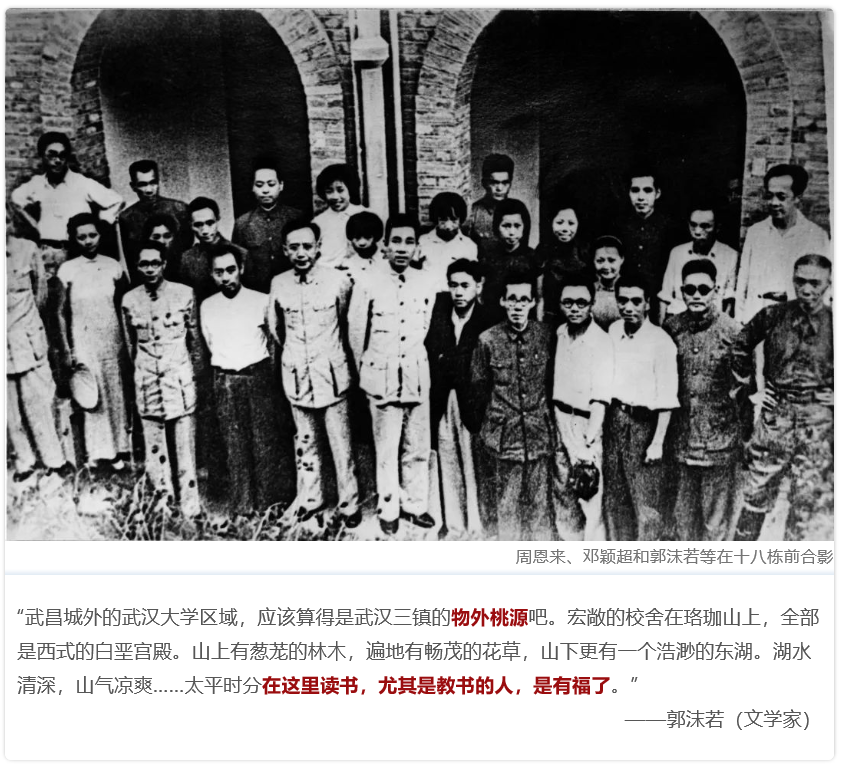 周恩来、邓颖超和郭沫若等在十八栋前合影
“武昌城外的武汉大学区域，应该算得是武汉三镇的物外桃源吧。宏敞的校舍在珞珈山上，全部
是西式的白垩宫殿。山上有葱茏的林木，遍地有畅茂的花草，山下更有一个浩渺的东湖。湖水
清深，山气凉爽……太平时分在这里读书，尤其是教书的人，是有福了。”
——郭沫若（文学家）